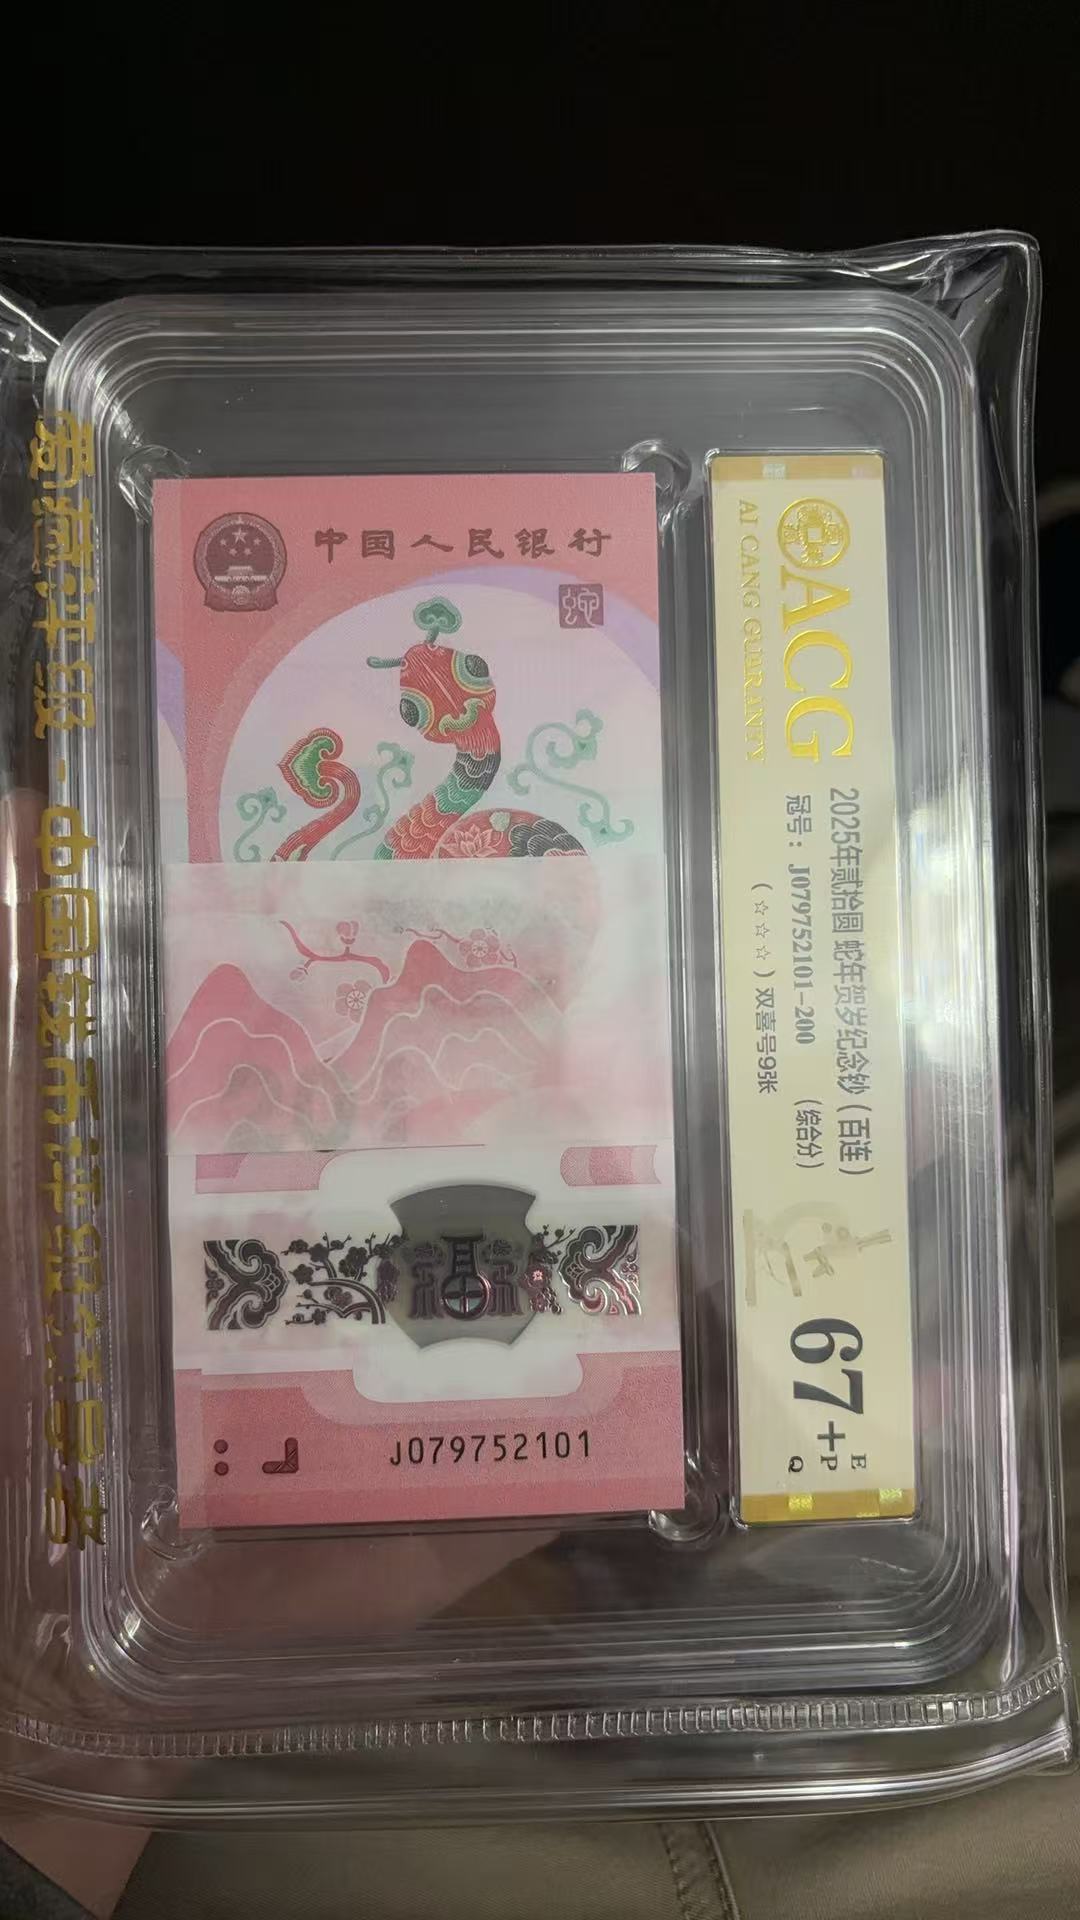 中国人民银行
蛇
福
J079752101
ACG
AI CANG GUARANTY
2025年贰拾圆 蛇年贺岁纪念钞(百连)
冠号:J079752101-200 (综合分)
(☆☆☆☆)双喜号9张
67+
E
P
Q
爱藏评级-中国钱币评级领导者